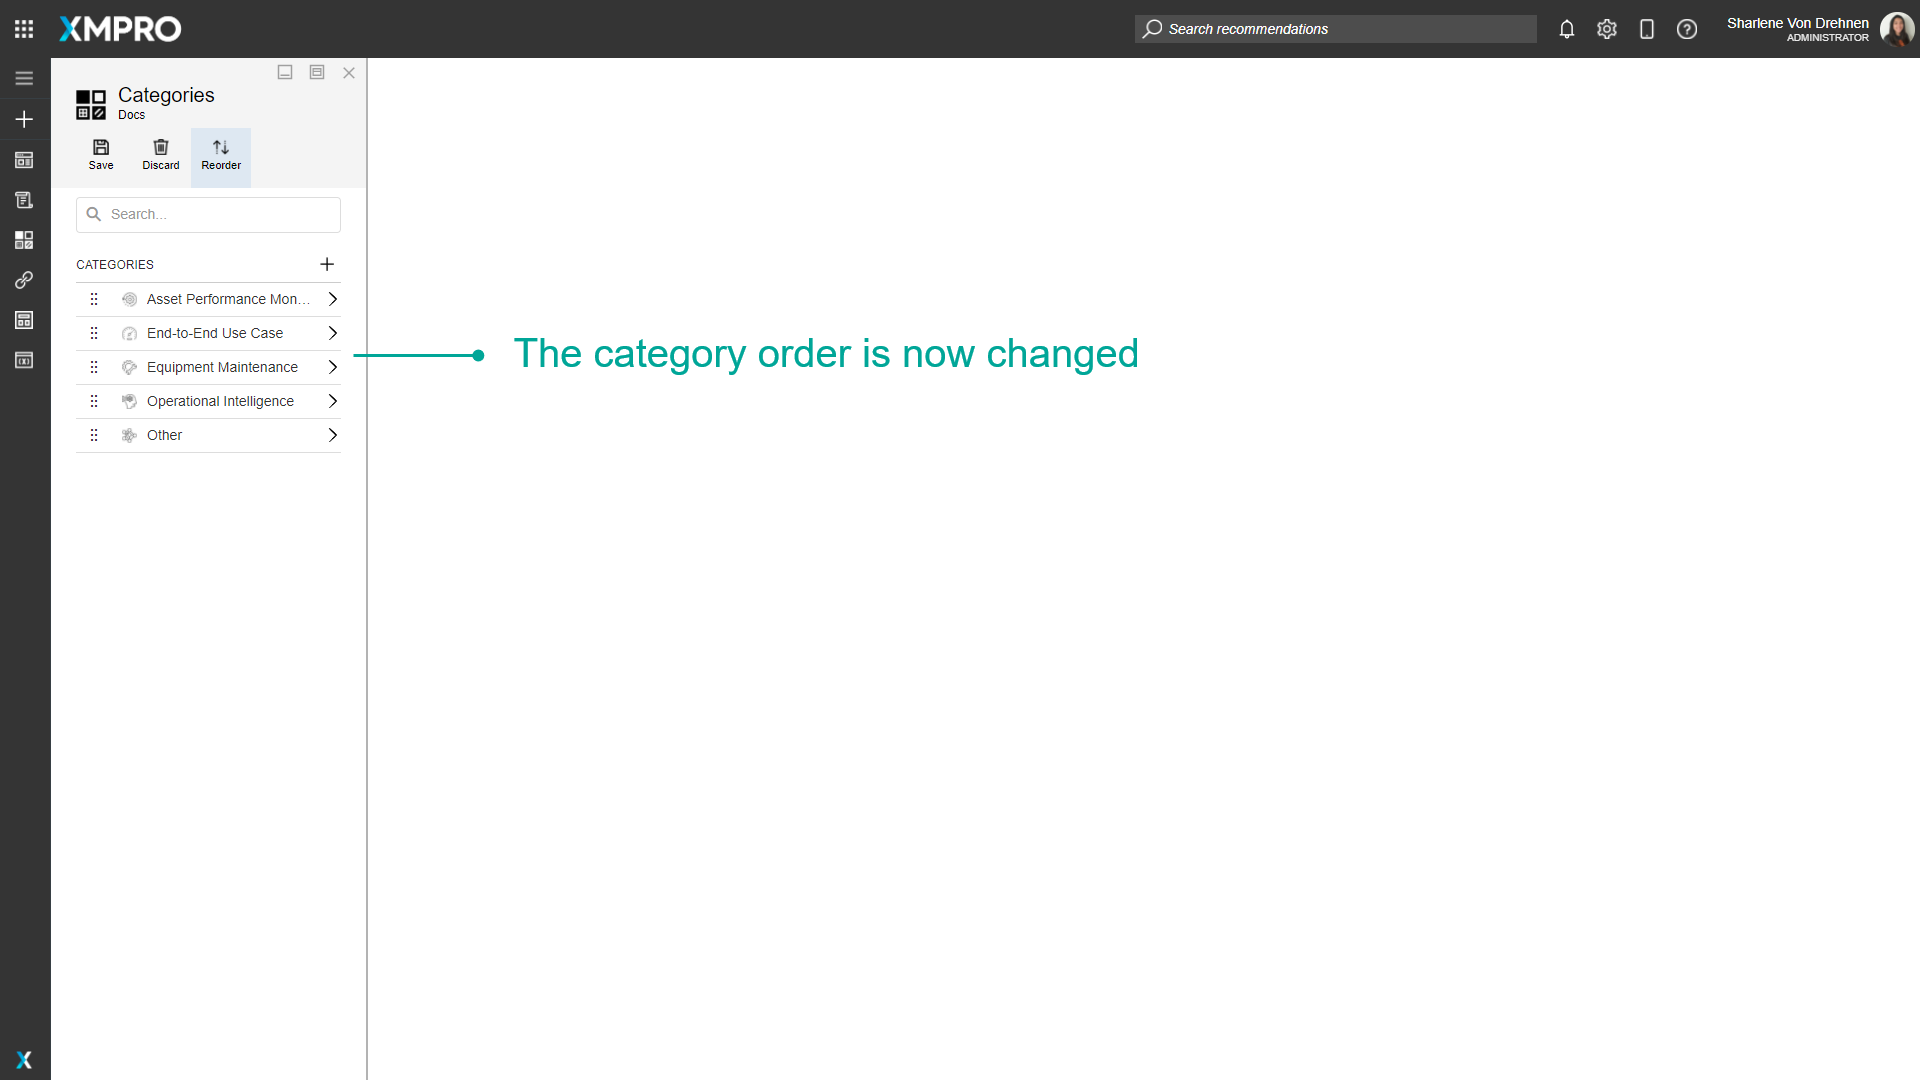 XMPRO
Search recommendations
Sharlene Von Drehnen
ADMINISTRATOR
Categories
Docs
Save
Discard
Reorder
Search...
CATEGORIES
Asset Performance Mon...
End-to-End Use Case
Equipment Maintenance
Operational Intelligence
Other
The category order is now changed